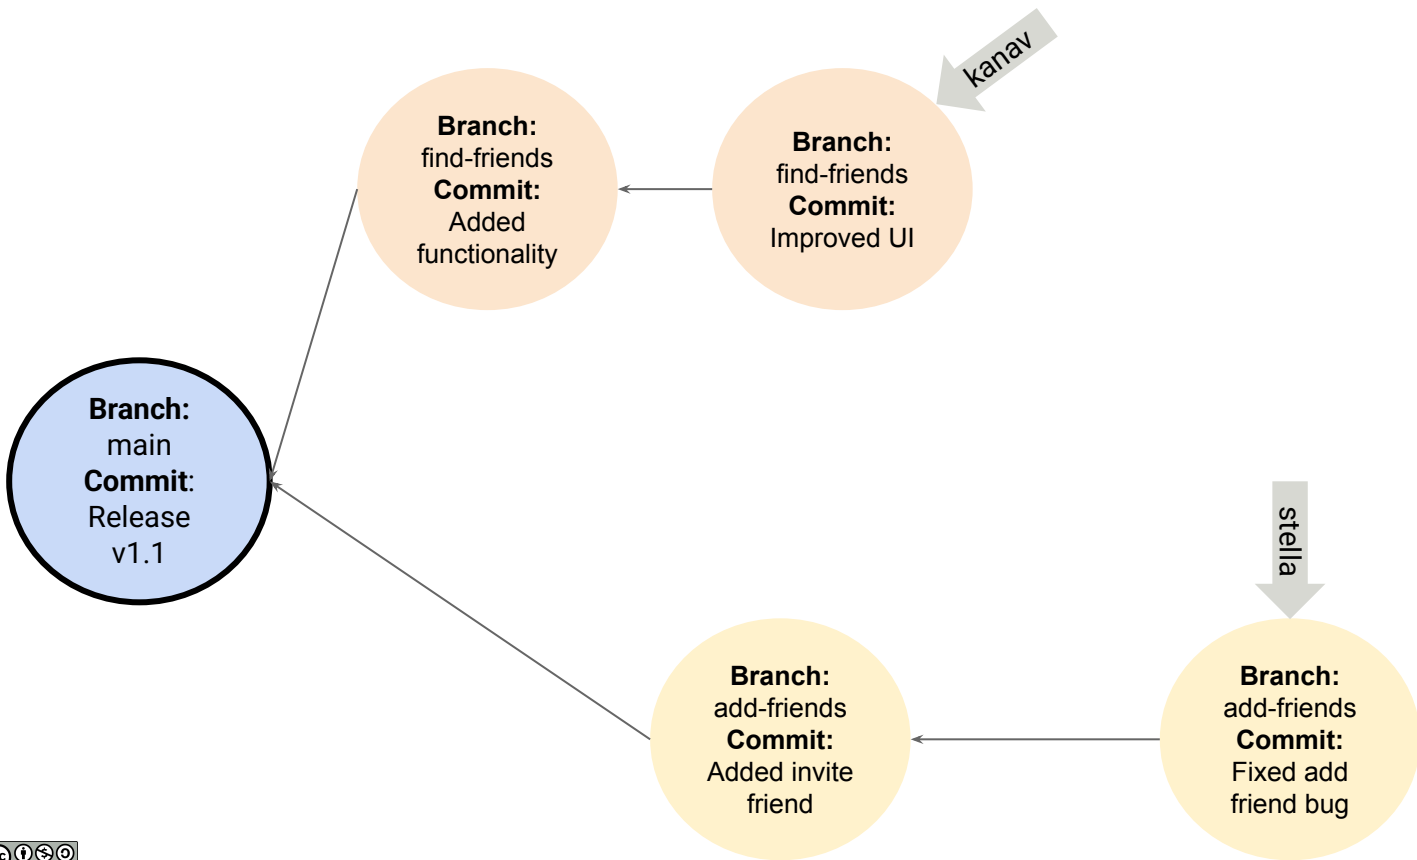 kanav
Branch:
find-friends
Commit:
Added
functionality
Branch:
find-friends
Commit:
Improved UI
Branch:
main
Commit:
Release
v1.1
stella
Branch:
add-friends
Commit:
Added invite
friend
Branch:
add-friends
Commit:
Fixed add
friend bug